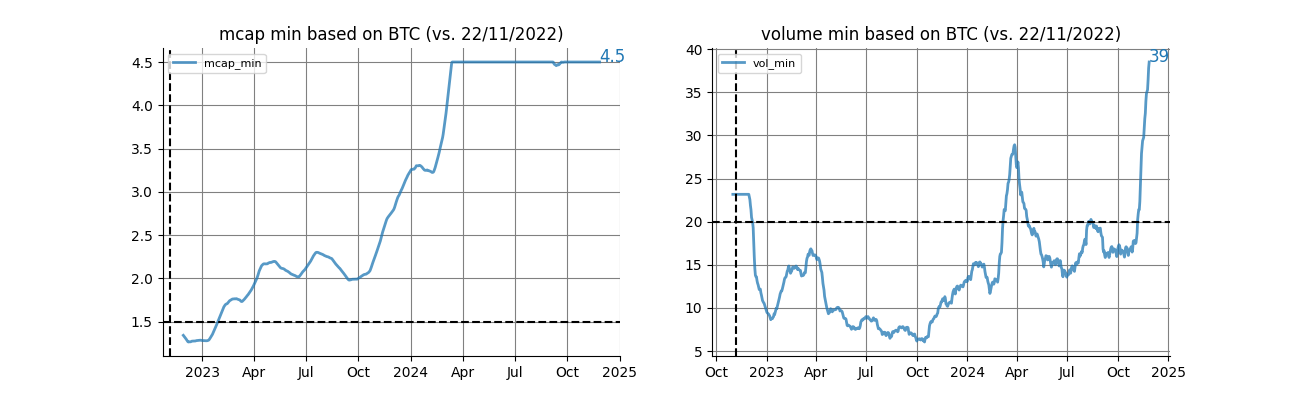 mcap min based on BTC (vs. 22/11/2022)
mcap_min
4.5
4.5
4.0
3.5
3.0
2.5
2.0
1.5
2023 Apr Jul Oct 2024 Apr Jul Oct 2025
volume min based on BTC (vs. 22/11/2022)
vol_min
39
40
35
30
25
20
15
10
5
Oct 2023 Apr Jul Oct 2024 Apr Jul Oct 2025